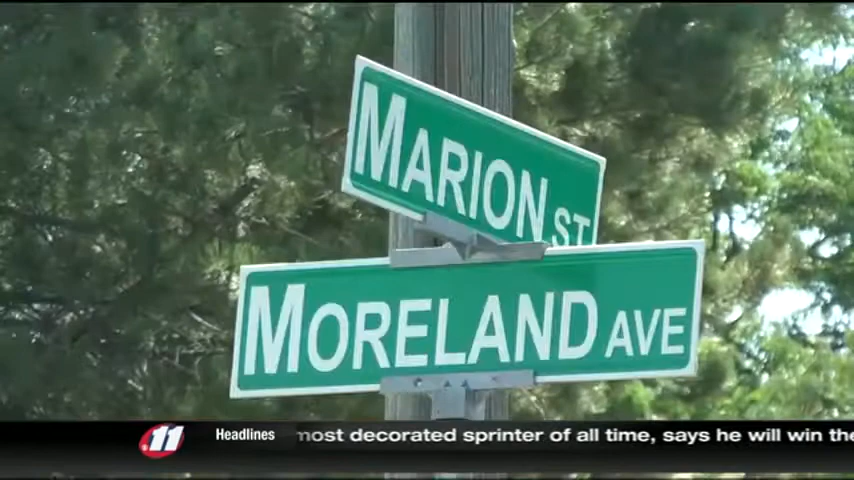 MARION ST
MORELAND AVE
11 Headlines most decorated sprinter of all time, says he will win the